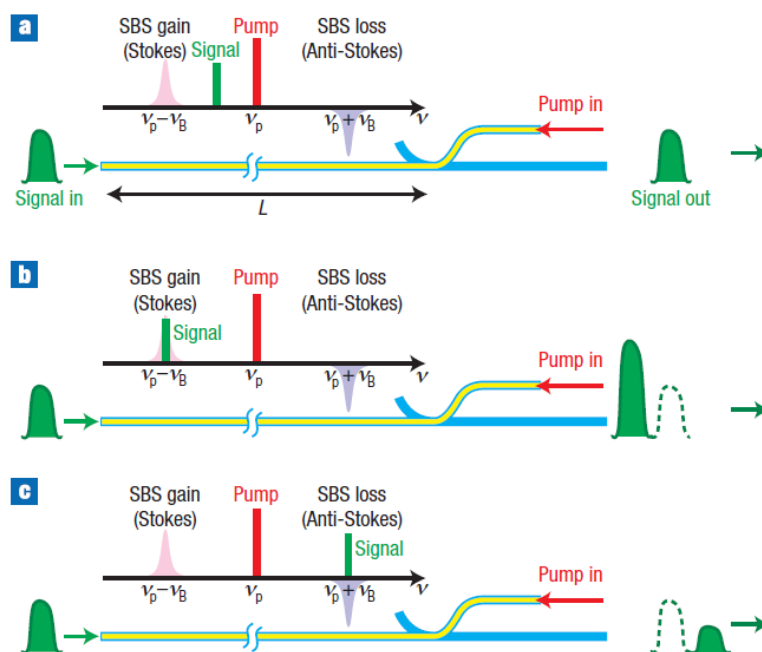 a
SBS gain
(Stokes)
Signal
Pump
SBS loss
(Anti-Stokes)
νp−νB
νp
νp+νB
ν
Pump in
Signal in
L
Signal out
b
SBS gain
(Stokes)
Signal
Pump
SBS loss
(Anti-Stokes)
νp−νB
νp
νp+νB
ν
Pump in
c
SBS gain
(Stokes)
Pump
SBS loss
(Anti-Stokes)
Signal
νp−νB
νp
νp+νB
ν
Pump in